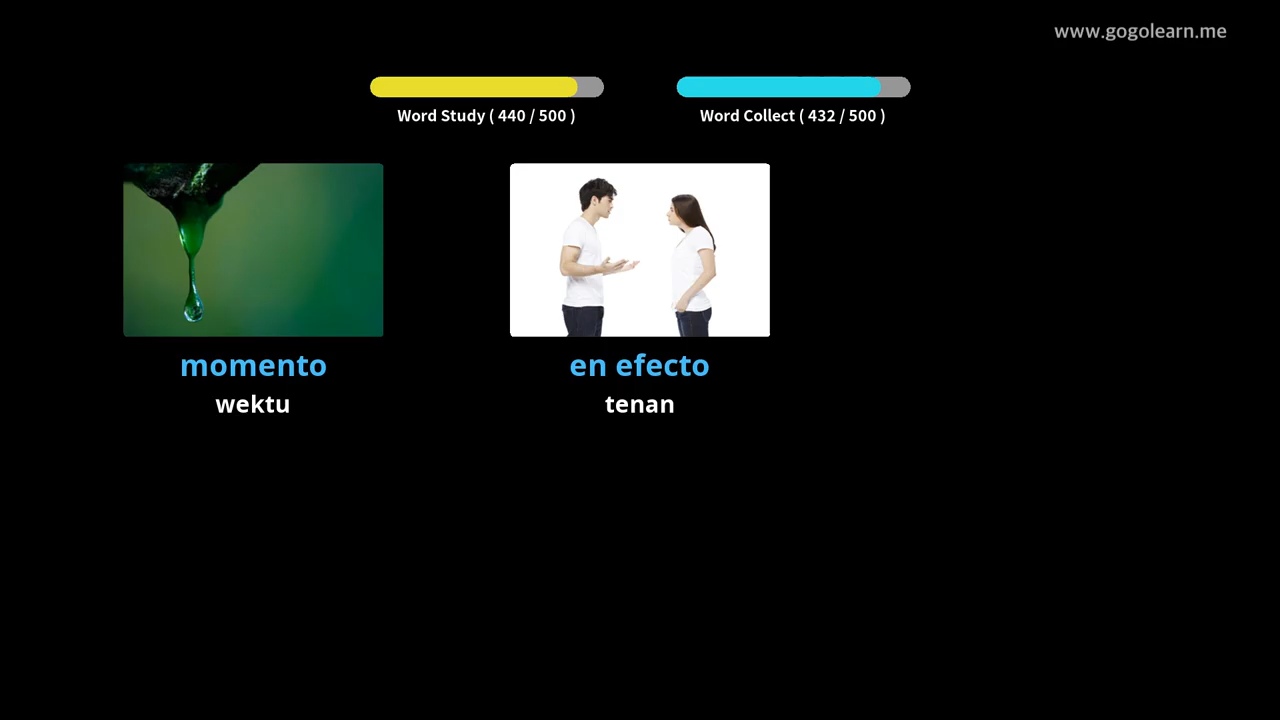 www.gogolearn.me
Word Study ( 440 / 500 )
Word Collect ( 432 / 500 )
momento
wektu
en efecto
tenan